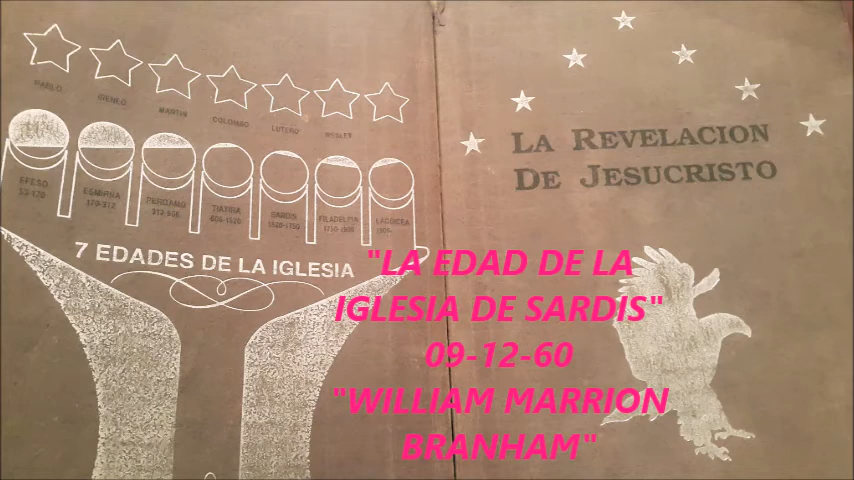 PABLO
IRENEO
MARTIN
COLOMBO
LUTERO
WESLEY
EFESO
53-170
ESMIRNA
170-312
PERGAMO
312-606
TIATIRA
606-1520
SARDIS
1520-1750
FILADELFIA
1750-1906
LAODICEA
1906-
7 EDADES DE LA IGLESIA
LA REVELACION
DE JESUCRISTO
"LA EDAD DE LA
IGLESIA DE SARDIS"
09-12-60
"WILLIAM MARRION
BRANHAM"